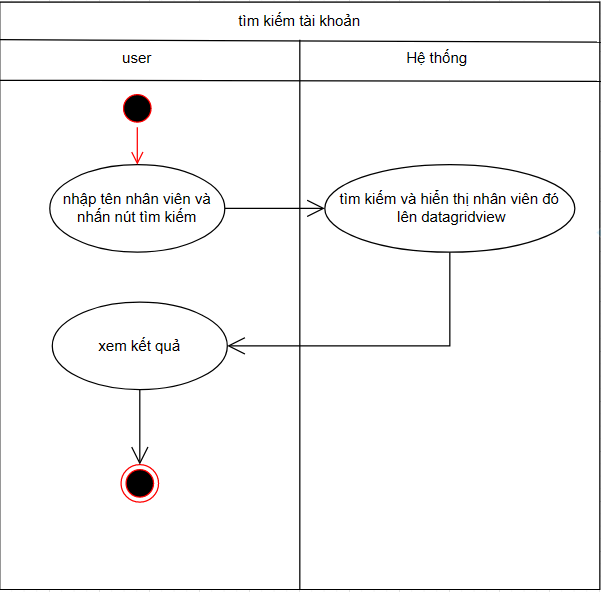 tìm kiếm tài khoản
user
Hệ thống
nhập tên nhân viên và
nhấn nút tìm kiếm
tìm kiếm và hiển thị nhân viên đó
lên datagridview
xem kết quả